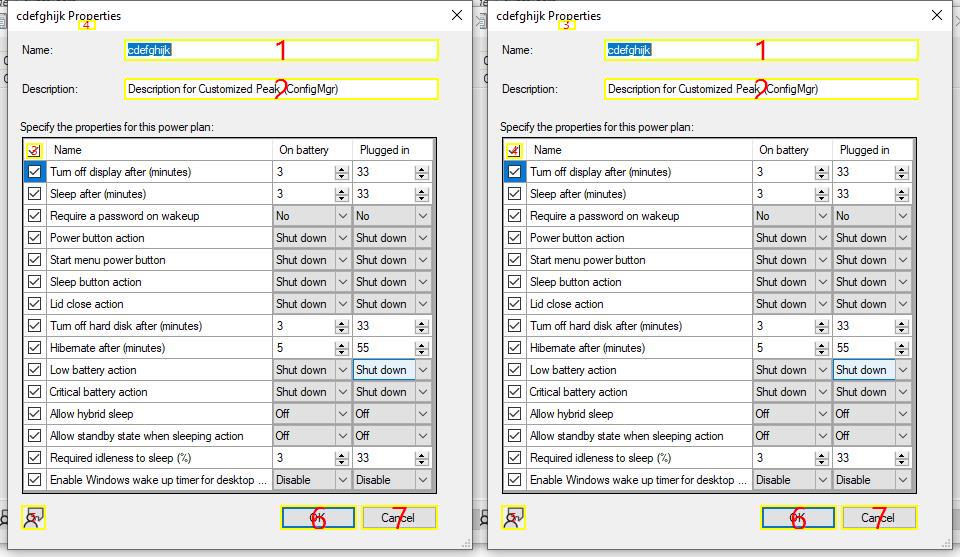 cdefghijk Properties
4
Name:
cdefghijk
1
Description:
Description for Customized Peak (ConfigMgr)
2
Specify the properties for this power plan:
3 Name On battery Plugged in
Turn off display after (minutes) 3 33
Sleep after (minutes) 3 33
Require a password on wakeup No No
Power button action Shut down Shut down
Start menu power button Shut down Shut down
Sleep button action Shut down Shut down
Lid close action Shut down Shut down
Turn off hard disk after (minutes) 3 33
Hibernate after (minutes) 5 55
Low battery action Shut down Shut down
Critical battery action Shut down Shut down
Allow hybrid sleep Off Off
Allow standby state when sleeping action Off Off
Required idleness to sleep (%) 3 33
Enable Windows wake up timer for desktop ... Disable Disable
5
OK 6
Cancel 7
cdefghijk Properties
3
Name:
cdefghijk
1
Description:
Description for Customized Peak (ConfigMgr)
2
Specify the properties for this power plan:
4 Name On battery Plugged in
Turn off display after (minutes) 3 33
Sleep after (minutes) 3 33
Require a password on wakeup No No
Power button action Shut down Shut down
Start menu power button Shut down Shut down
Sleep button action Shut down Shut down
Lid close action Shut down Shut down
Turn off hard disk after (minutes) 3 33
Hibernate after (minutes) 5 55
Low battery action Shut down Shut down
Critical battery action Shut down Shut down
Allow hybrid sleep Off Off
Allow standby state when sleeping action Off Off
Required idleness to sleep (%) 3 33
Enable Windows wake up timer for desktop ... Disable Disable
5
OK 6
Cancel 7